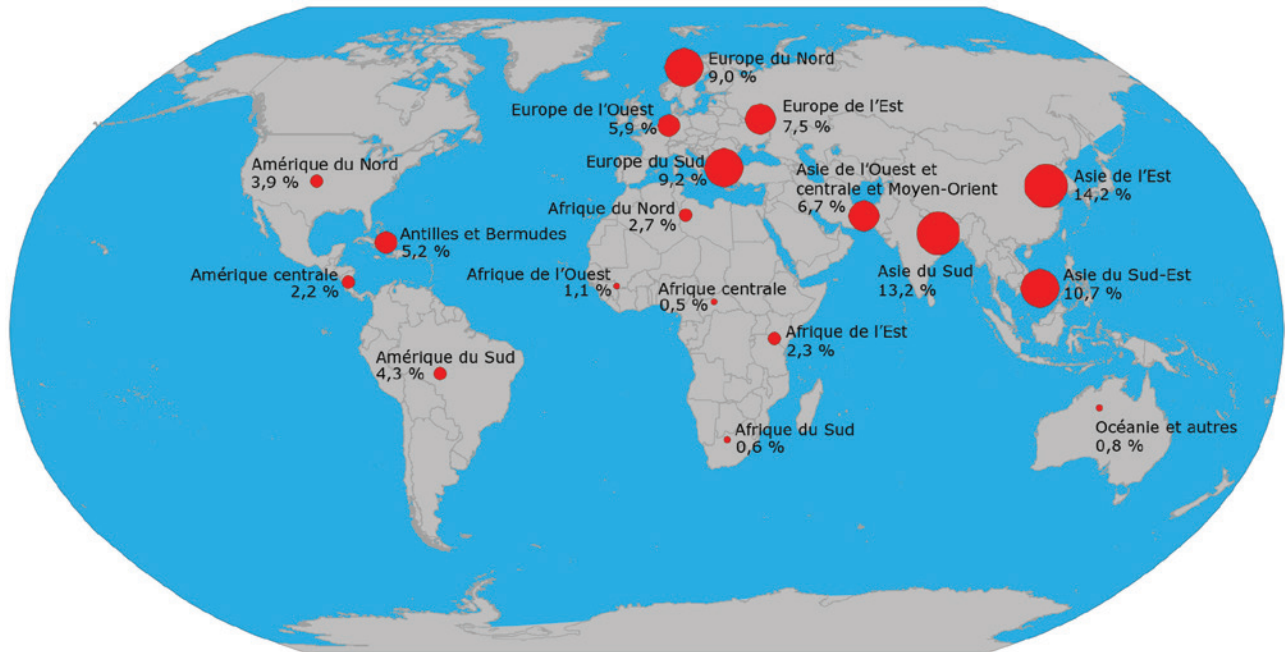 Europe du Nord
9,0 %
Europe de l’Ouest
5,9 %
Europe de l’Est
7,5 %
Amérique du Nord
3,9 %
Europe du Sud
9,2 %
Asie de l’Ouest et
centrale et Moyen-Orient
6,7 %
Asie de l’Est
14,2 %
Afrique du Nord
2,7 %
Antilles et Bermudes
5,2 %
Amérique centrale
2,2 %
Afrique de l’Ouest
1,1 %
Afrique centrale
0,5 %
Asie du Sud
13,2 %
Asie du Sud-Est
10,7 %
Afrique de l’Est
2,3 %
Amérique du Sud
4,3 %
Afrique du Sud
0,6 %
Océanie et autres
0,8 %